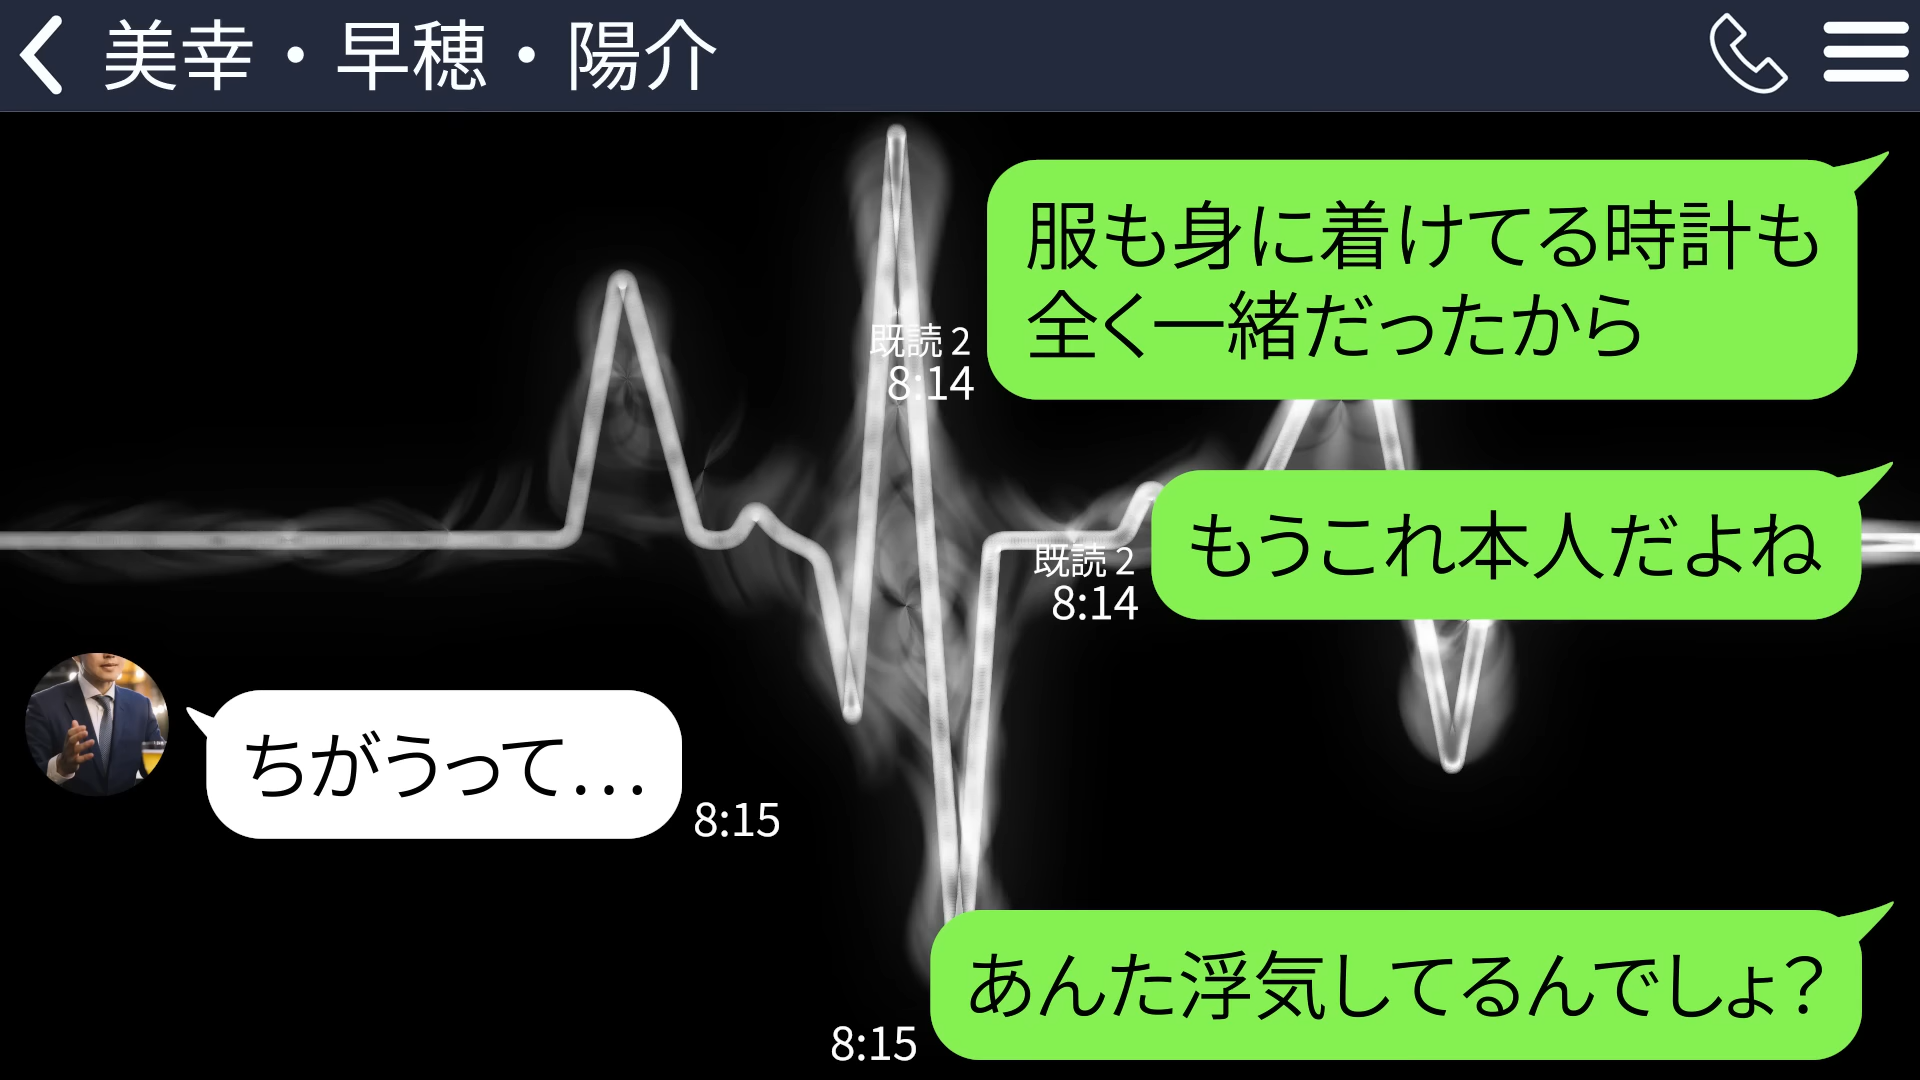 美幸・早穂・陽介
服も身に着けてる時計も
全く一緒だったから
既読 2
8:14
もうこれ本人だよね
既読 2
8:14
ちがうって…
8:15
あんた浮気してるんでしょ?
8:15